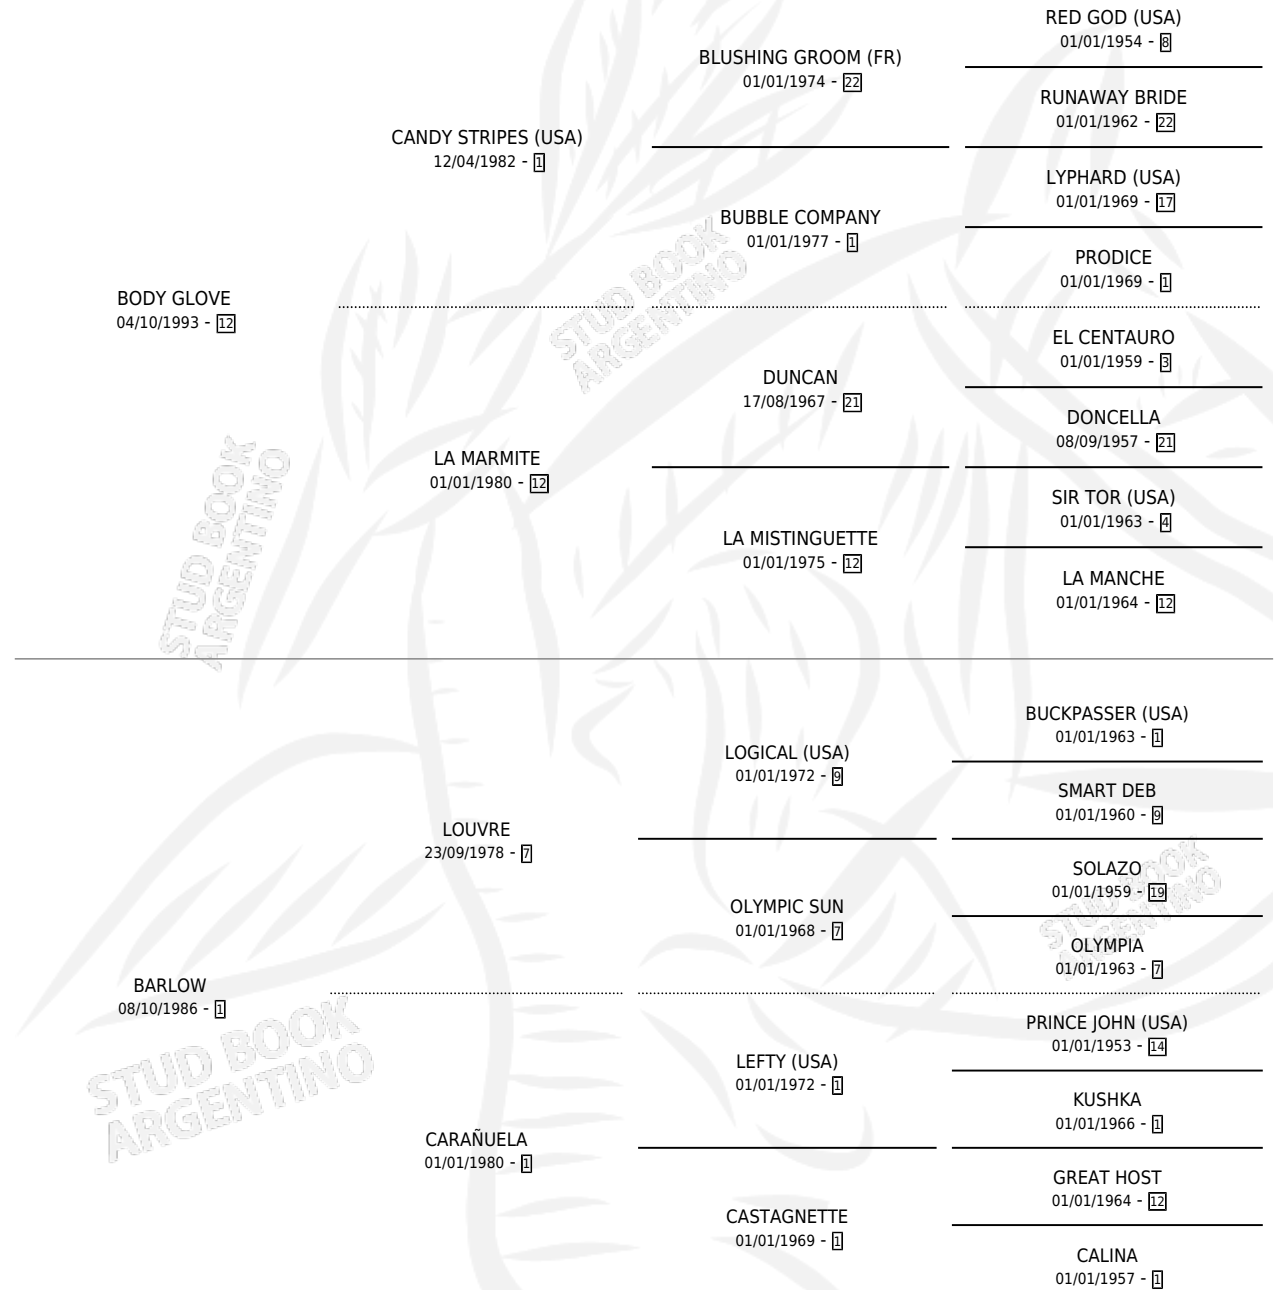 RED GOD (USA)
01/01/1954 - 8
BLUSHING GROOM (FR)
01/01/1974 - 22
RUNAWAY BRIDE
01/01/1962 - 22
CANDY STRIPES (USA)
12/04/1982 - 1
LYPHARD (USA)
01/01/1969 - 17
BUBBLE COMPANY
01/01/1977 - 1
PRODICE
01/01/1969 - 1
BODY GLOVE
04/10/1993 - 12
STUD BOOK
ARGENTINO
EL CENTAURO
01/01/1959 - 3
DUNCAN
17/08/1967 - 21
DONCELLA
08/09/1957 - 21
LA MARMITE
01/01/1980 - 12
SIR TOR (USA)
01/01/1963 - 4
LA MISTINGUETTE
01/01/1975 - 12
LA MANCHE
01/01/1964 - 12
STUD BOOK
ARGENTINO
BUCKPASSER (USA)
01/01/1963 - 1
LOGICAL (USA)
01/01/1972 - 9
SMART DEB
01/01/1960 - 9
LOUVRE
23/09/1978 - 7
SOLAZO
01/01/1959 - 19
OLYMPIC SUN
01/01/1968 - 7
OLYMPIA
01/01/1963 - 7
STUD BOOK
ARGENTINO
BARLOW
08/10/1986 - 1
STUD BOOK
ARGENTINO
PRINCE JOHN (USA)
01/01/1953 - 14
LEFTY (USA)
01/01/1972 - 1
KUSHKA
01/01/1966 - 1
CARAÑUELA
01/01/1980 - 1
GREAT HOST
01/01/1964 - 12
CASTAGNETTE
01/01/1969 - 1
CALINA
01/01/1957 - 1